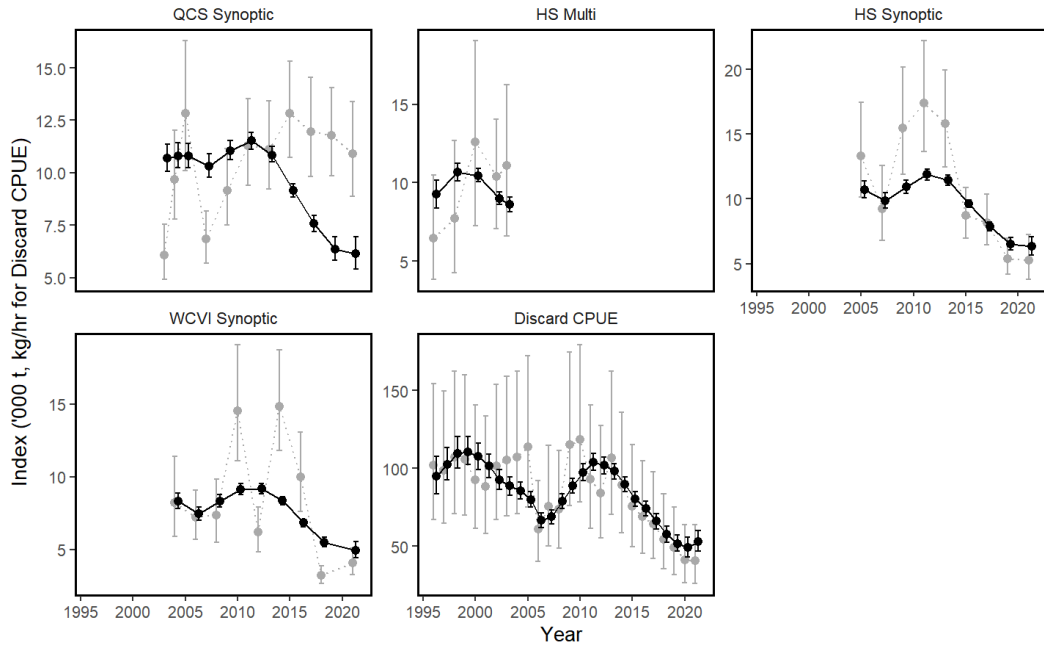 QCS Synoptic
HS Multi
HS Synoptic
15.0
12.5
10.0
7.5
5.0
15
10
5
20
15
10
5
1995 2000 2005 2010 2015 2020
WCVI Synoptic
Discard CPUE
15
10
5
150
100
50
1995 2000 2005 2010 2015 2020
1995 2000 2005 2010 2015 2020
Index ('000 t, kg/hr for Discard CPUE)
Year